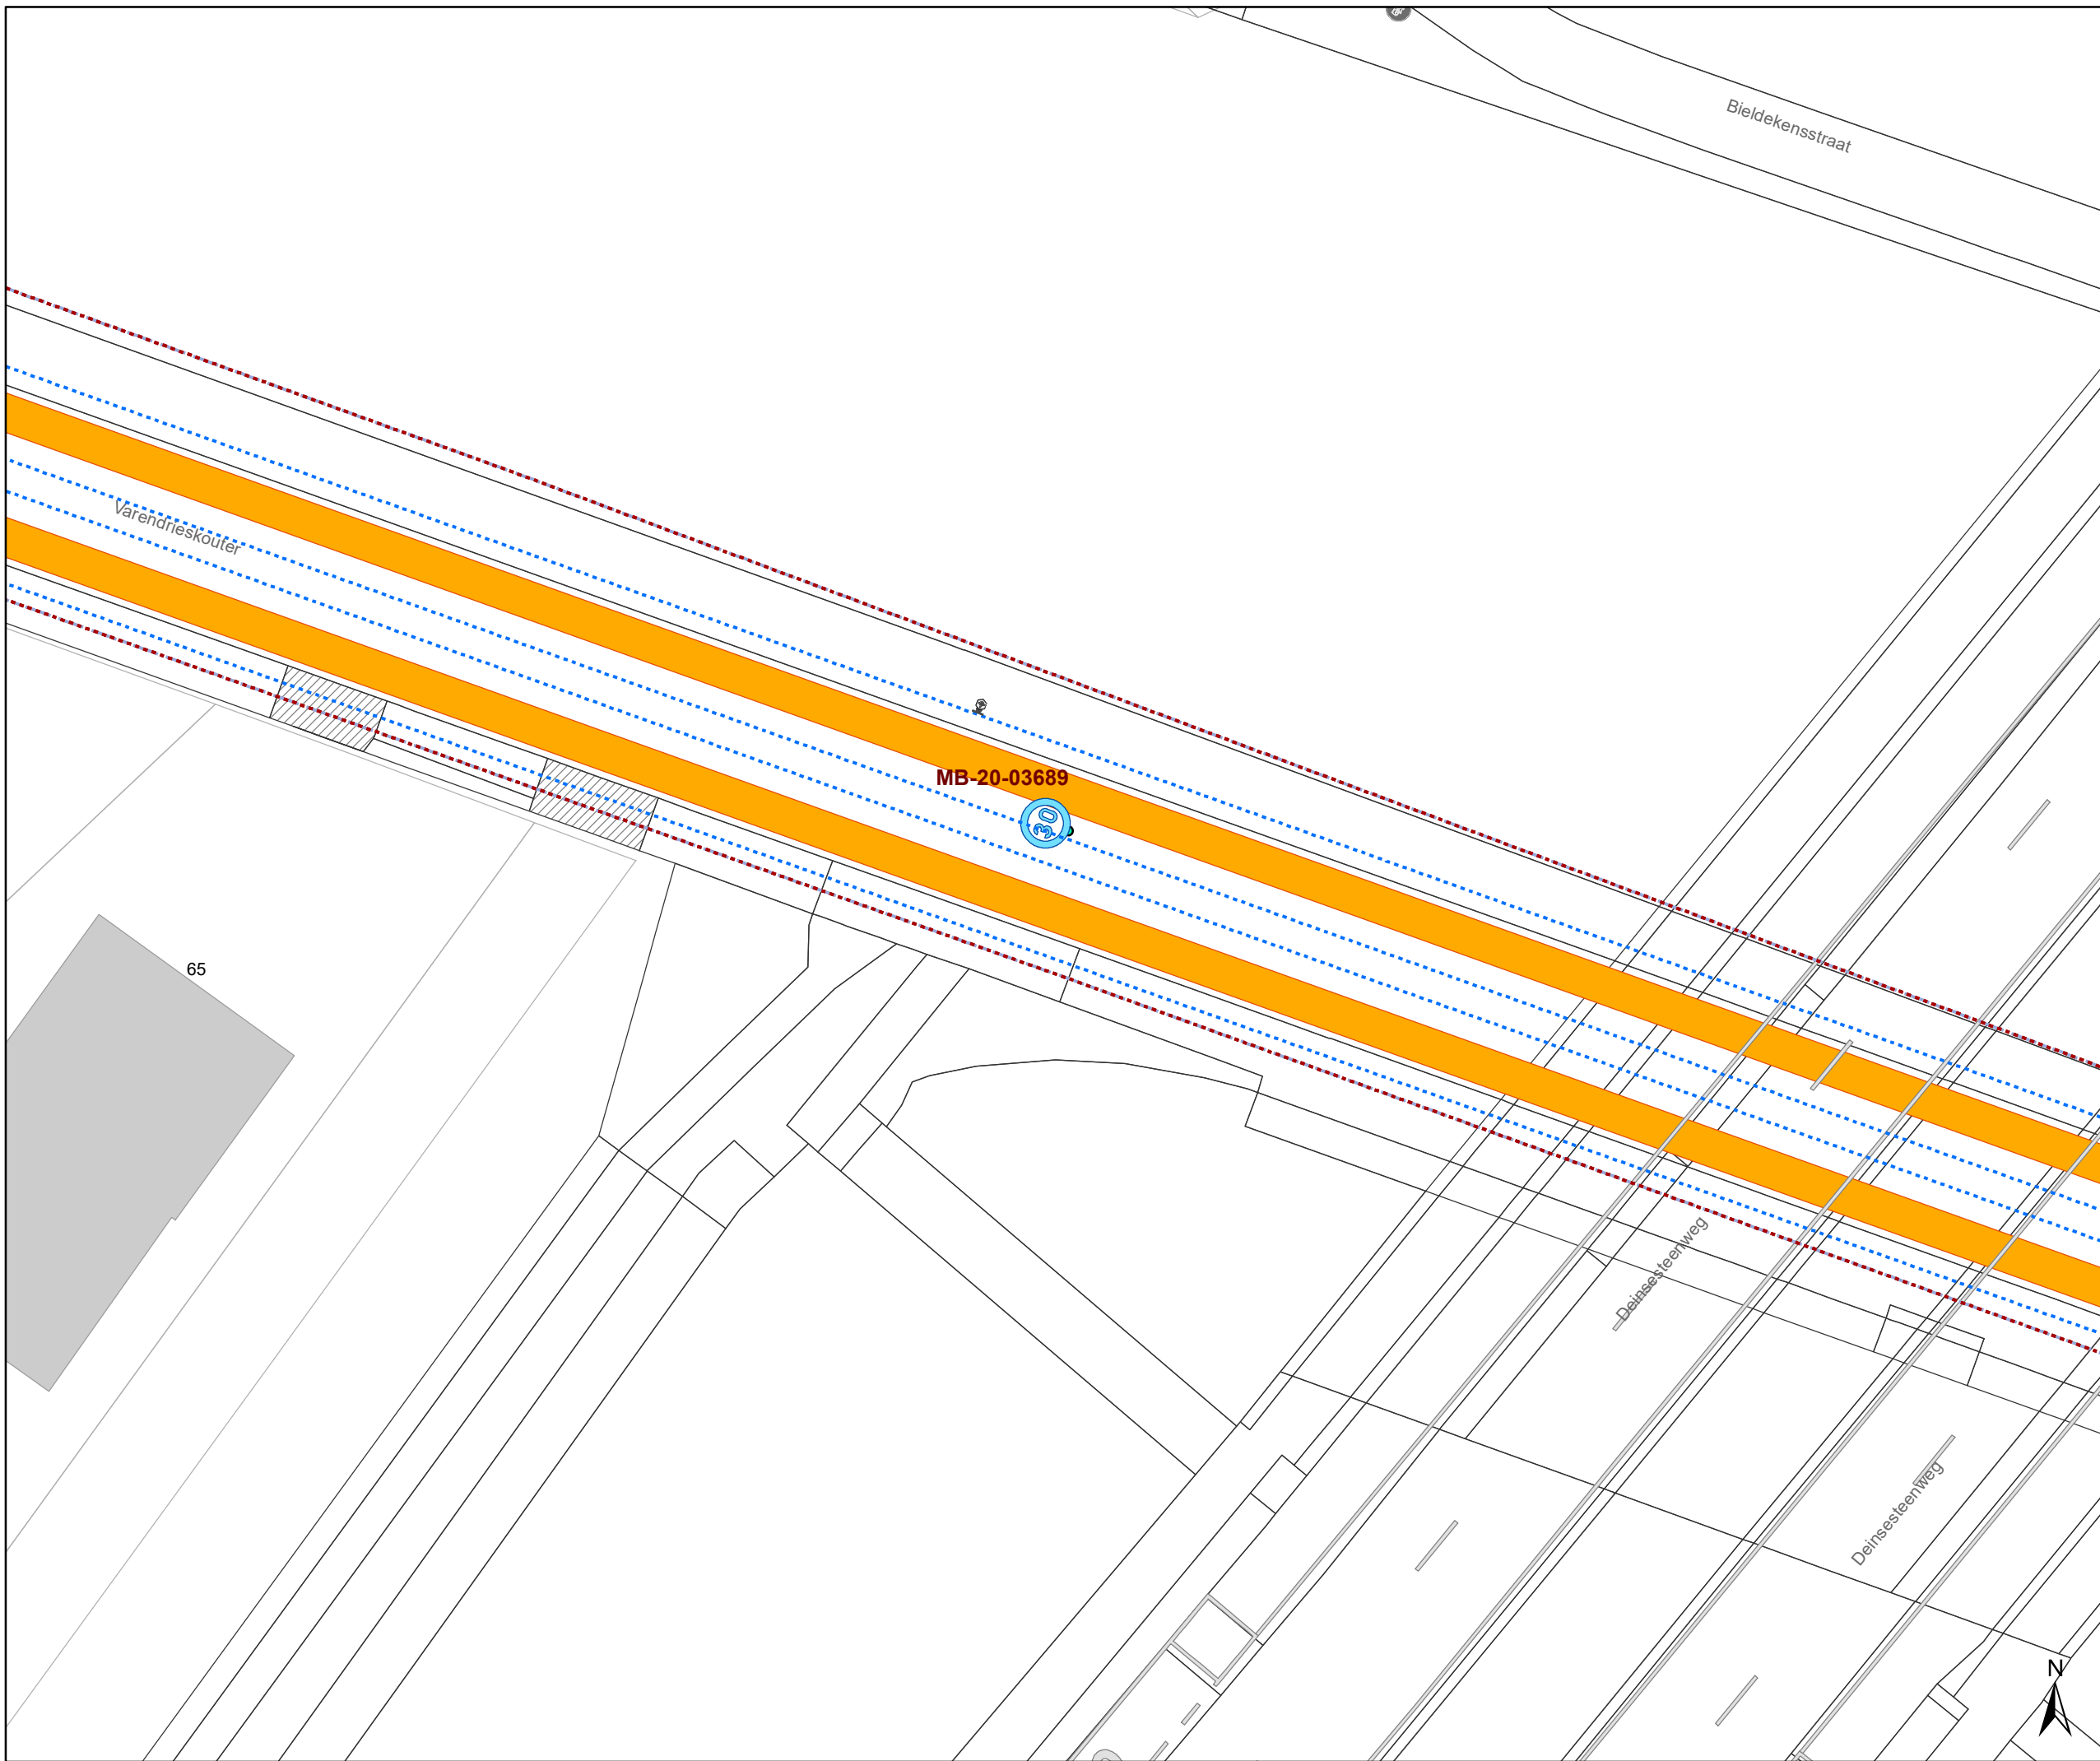 Bieldekensstraat
Varendrieskouter
MB-20-03689
30
65
Deinsesteenweg
Deinsesteenweg
N